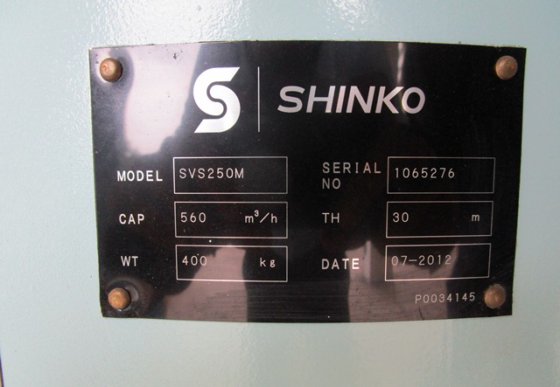 S SHINKO
MODEL SVS250M SERIAL NO 1065276
CAP 560 m³/h TH 30 m
WT 400 kg DATE 07-2012
P0034145